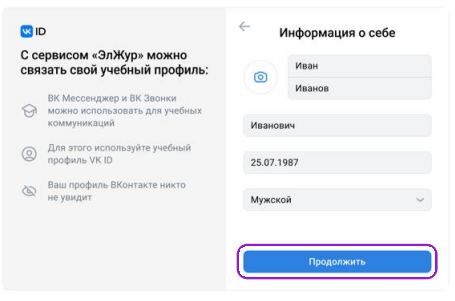 VK ID
С сервисом «ЭлЖур» можно
связать свой учебный профиль:
ВК Мессенджер и ВК Звонки
можно использовать для учебных
коммуникаций
Для этого используйте учебный
профиль VK ID
Ваш профиль ВКонтакте никто
не увидит
Информация о себе
Иван
Иванов
Иванович
25.07.1987
Мужской
Продолжить